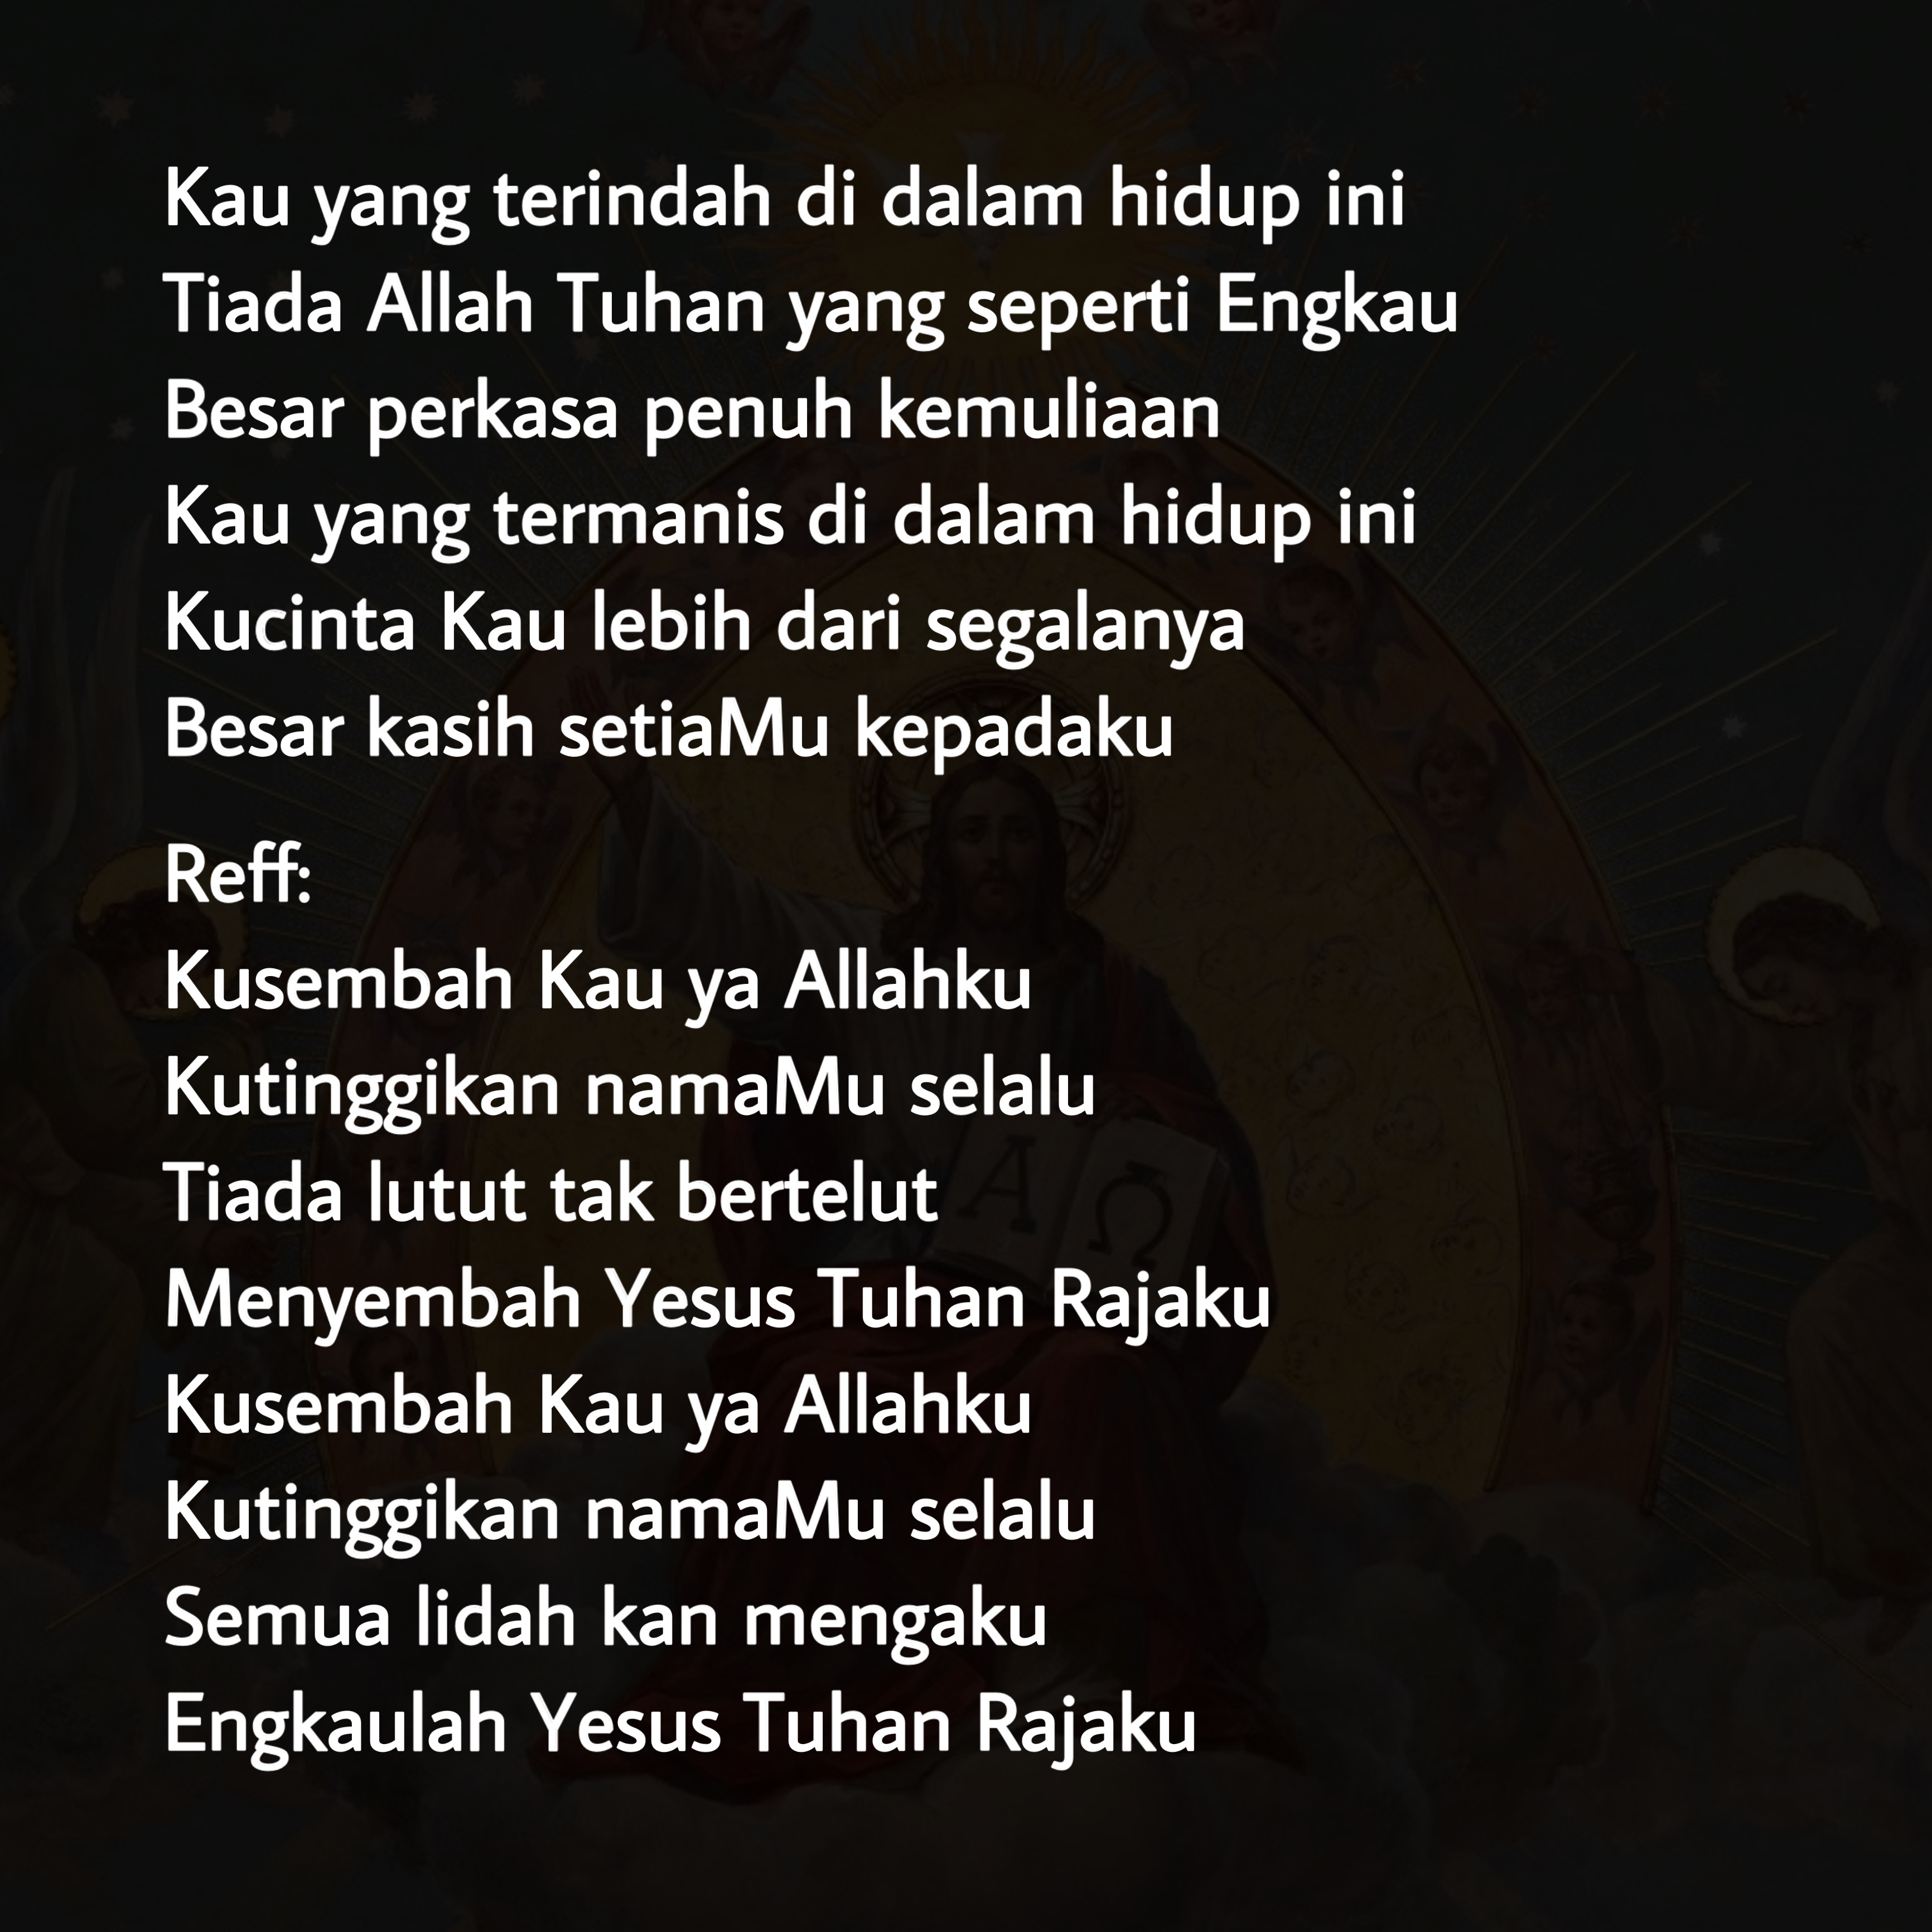 Kau yang terindah di dalam hidup ini
Tiada Allah Tuhan yang seperti Engkau
Besar perkasa penuh kemuliaan
Kau yang termanis di dalam hidup ini
Kucinta Kau lebih dari segalanya
Besar kasih setiaMu kepadaku
Reff:
Kusembah Kau ya Allahku
Kutinggikan namaMu selalu
Tiada lutut tak bertelut
Menyembah Yesus Tuhan Rajaku
Kusembah Kau ya Allahku
Kutinggikan namaMu selalu
Semua lidah kan mengaku
Engkaulah Yesus Tuhan Rajaku
Α Ω